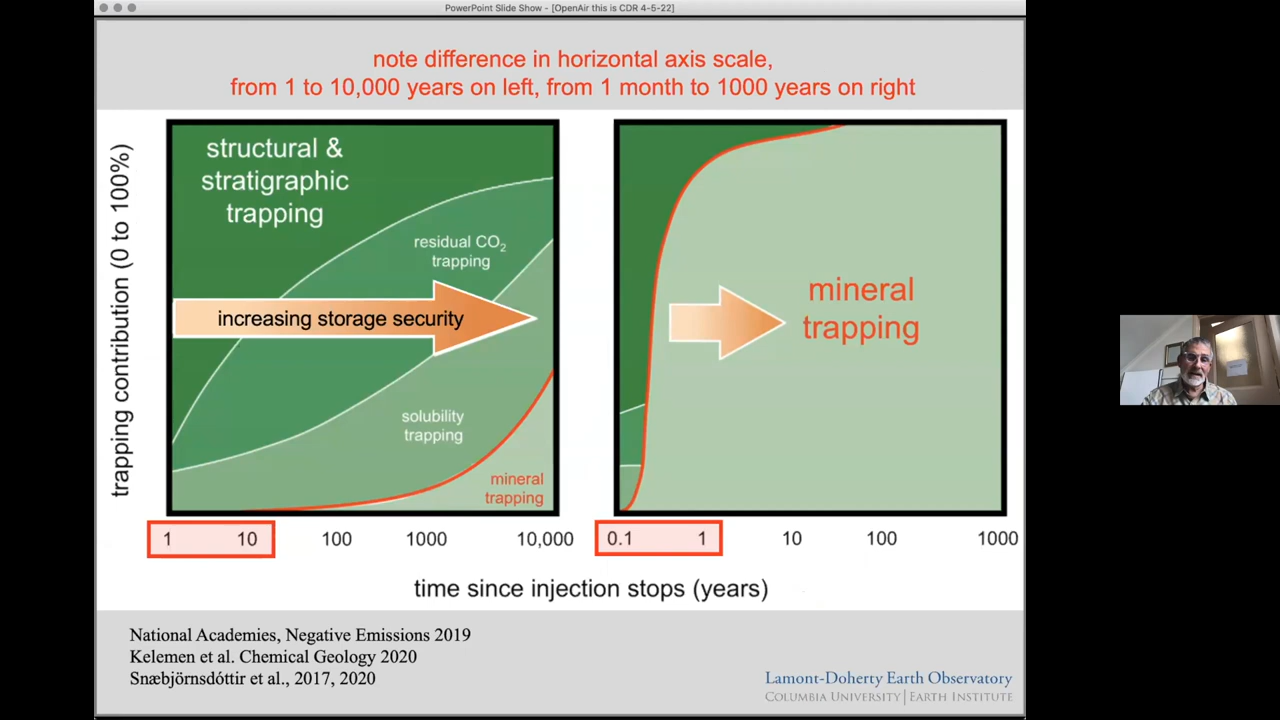 PowerPoint Slide Show - [OpenAir this is CDR 4-5-22]
note difference in horizontal axis scale,
from 1 to 10,000 years on left, from 1 month to 1000 years on right
trapping contribution (0 to 100%)
structural &
stratigraphic
trapping
residual CO₂
trapping
increasing storage security
solubility
trapping
mineral
trapping
1 10 100 1000 10,000
mineral
trapping
0.1 1 10 100 1000
time since injection stops (years)
National Academies, Negative Emissions 2019
Kelemen et al. Chemical Geology 2020
Snæbjörnsdóttir et al., 2017, 2020
Lamont-Doherty Earth Observatory
COLUMBIA UNIVERSITY | EARTH INSTITUTE